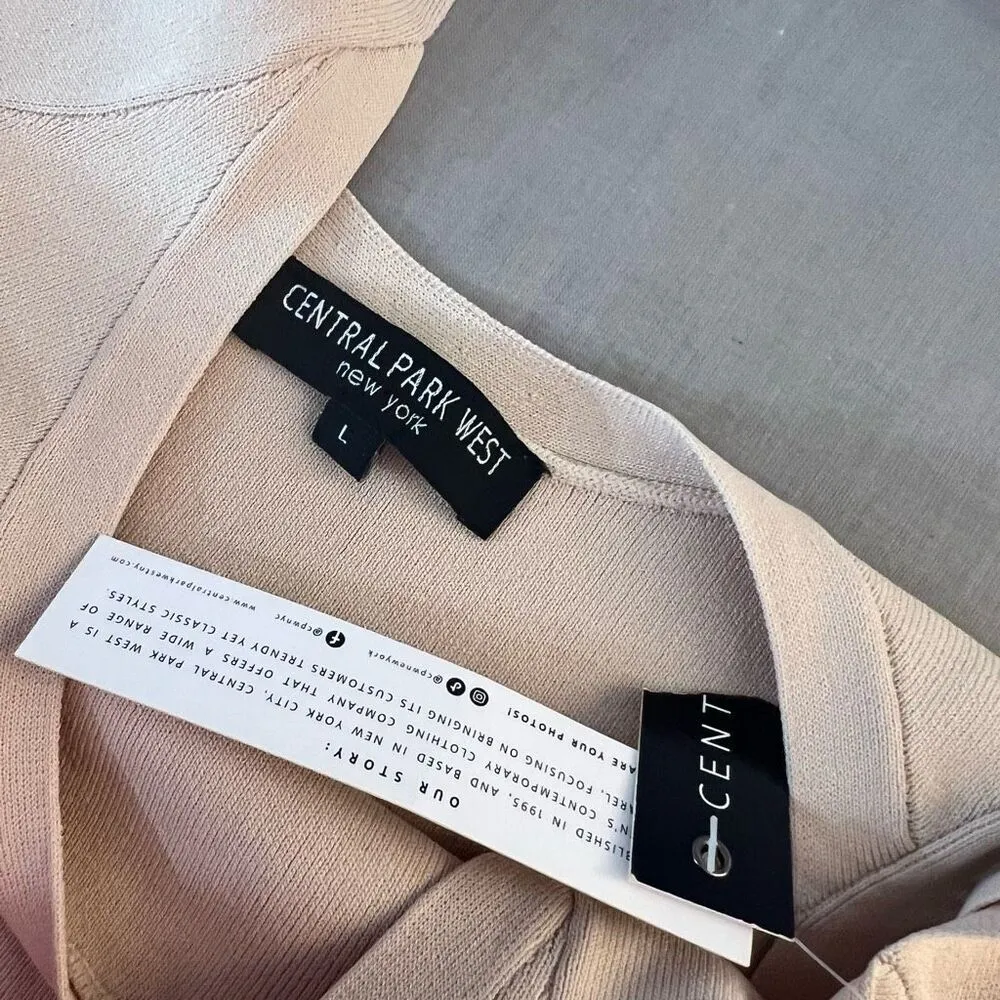 CENTRAL PARK WEST
new york
L
CENT
OUR STORY:
BLISHED IN 1995, AND BASED IN NEW YORK CITY, CENTRAL PARK WEST IS A
N'S CONTEMPORARY CLOTHING COMPANY THAT OFFERS A WIDE RANGE OF
AREL, FOCUSING ON BRINGING ITS CUSTOMERS TRENDY YET CLASSIC STYLES.
ARE YOUR PHOTOS!
@cpwnewyork
@cpwnyc
www.centralparkwestny.com